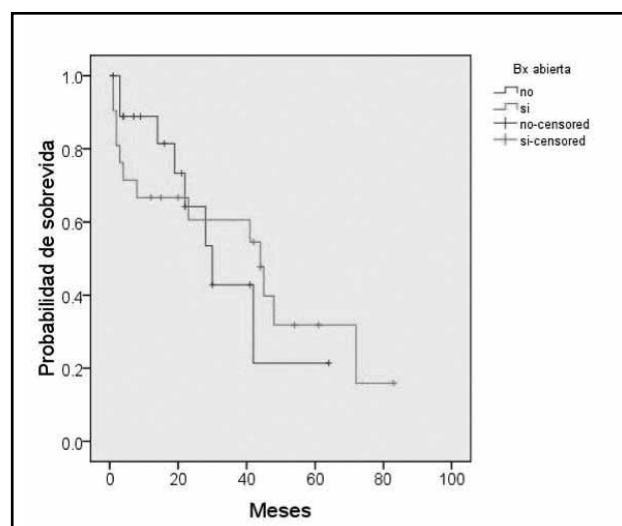 Bx abierta
no
si
no-censored
si-censored
1.0
0.8
0.6
0.4
0.2
0.0
Probabilidad de sobrevida
0 20 40 60 80 100
Meses